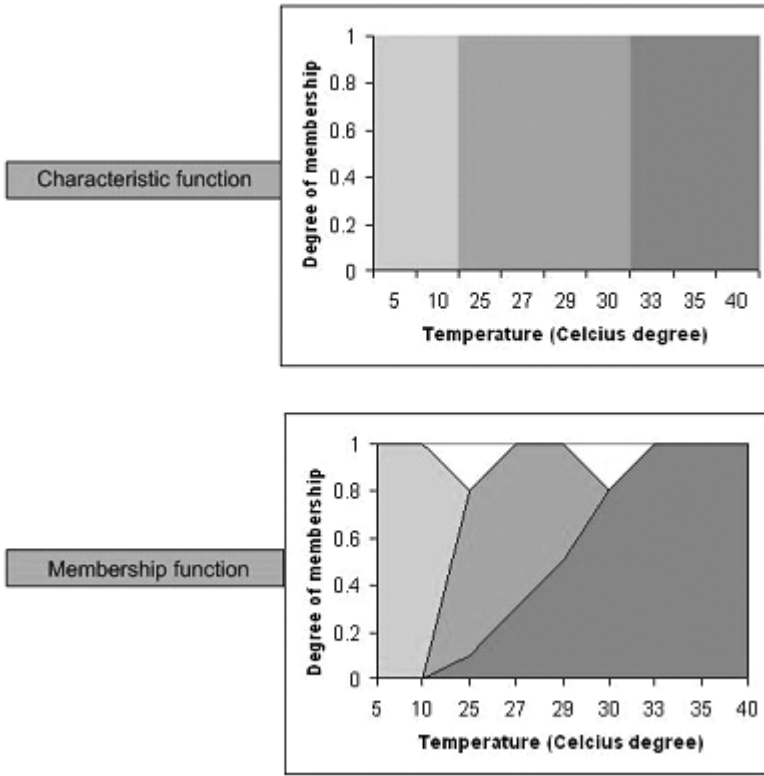 Characteristic function
Degree of membership
1
0.8
0.6
0.4
0.2
0
5 10 25 27 29 30 33 35 40
Temperature (Celcius degree)
Membership function
Degree of membership
1
0.8
0.6
0.4
0.2
0
5 10 25 27 29 30 33 35 40
Temperature (Celcius degree)